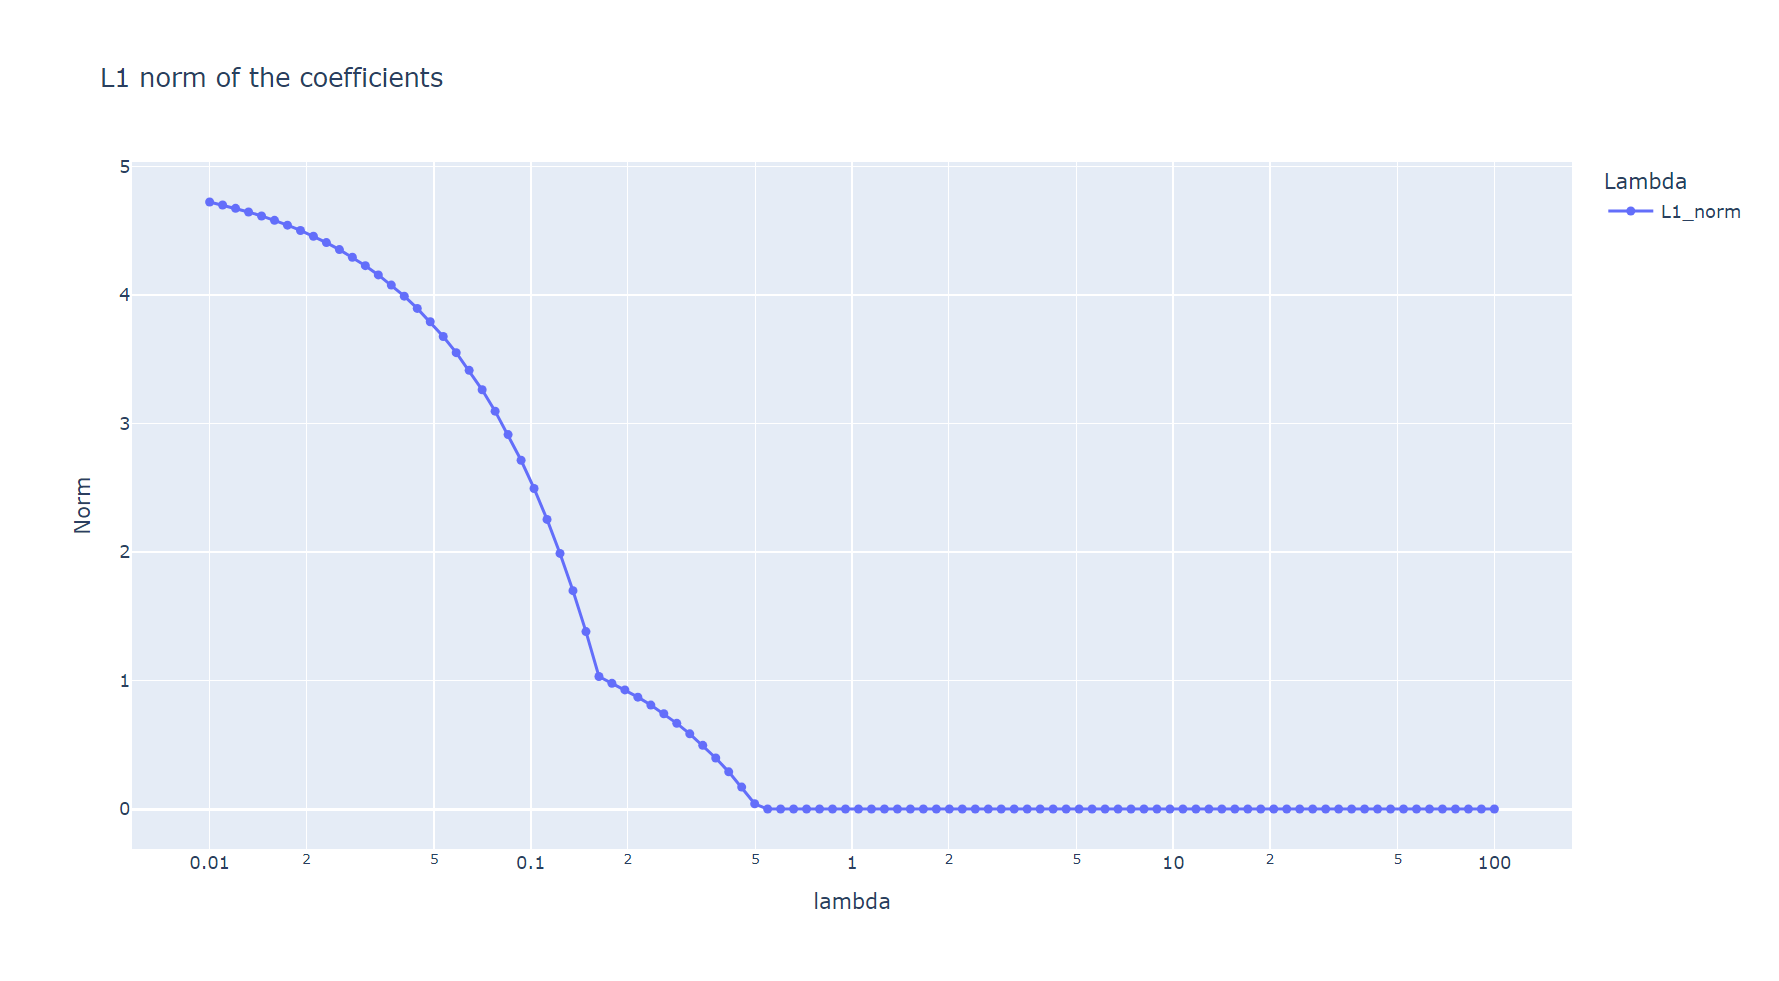 L1 norm of the coefficients
5
4
3
2
1
0
Norm
0.01 2 5 0.1 2 5 1 2 5 10 2 5 100
lambda
Lambda
L1_norm